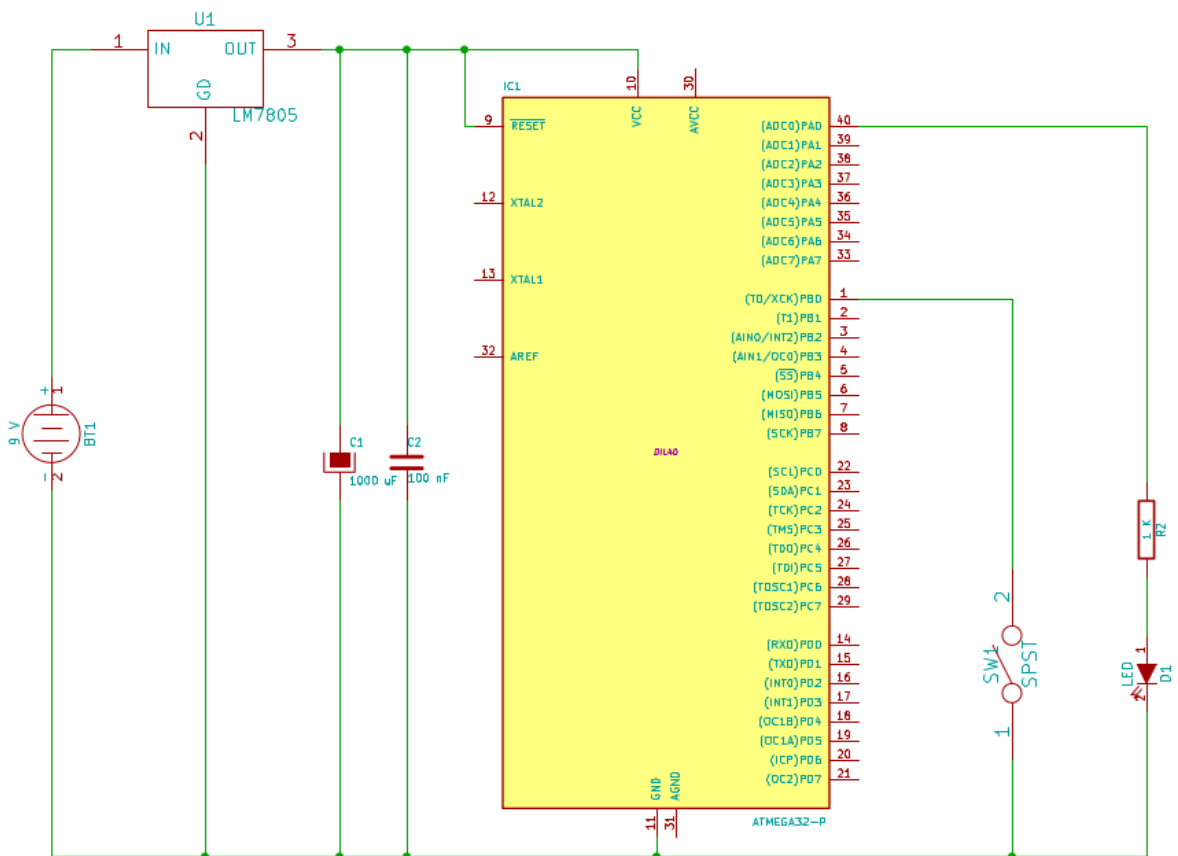 U1
1 IN OUT 3
GD
LM7805
2
IC1
10
VCC
30
AVCC
9 RESET
12 XTAL2
13 XTAL1
32 AREF
(ADC0)PA0 40
(ADC1)PA1 39
(ADC2)PA2 38
(ADC3)PA3 37
(ADC4)PA4 36
(ADC5)PA5 35
(ADC6)PA6 34
(ADC7)PA7 33
(T0/XCK)PB0 1
(T1)PB1 2
(AIN0/INT2)PB2 3
(AIN1/OC0)PB3 4
(SS)PB4 5
(MOSI)PB5 6
(MISO)PB6 7
(SCK)PB7 8
(SCL)PC0 22
(SDA)PC1 23
(TCK)PC2 24
(TMS)PC3 25
(TDO)PC4 26
(TDI)PC5 27
(TOSC1)PC6 28
(TOSC2)PC7 29
(RXD)PD0 14
(TXD)PD1 15
(INT0)PD2 16
(INT1)PD3 17
(OC1B)PD4 18
(OC1A)PD5 19
(ICP)PD6 20
(OC2)PD7 21
DIL40
GND
11
AGND
31
ATMEGA32-P
+ 1
9 V
BT1
- 2
C1
1000 uF
C2
100 nF
2
SW1
SPST
1
1 K
R2
1
LED
D1
2